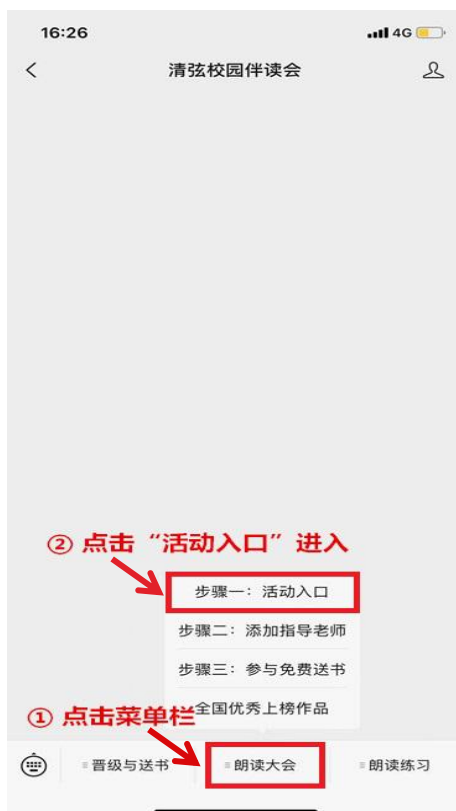 16:26
4G
清弦校园伴读会
② 点击“活动入口”进入
步骤一：活动入口
步骤二：添加指导老师
步骤三：参与免费送书
全国优秀上榜作品
① 点击菜单栏
晋级与送书
朗读大会
朗读练习